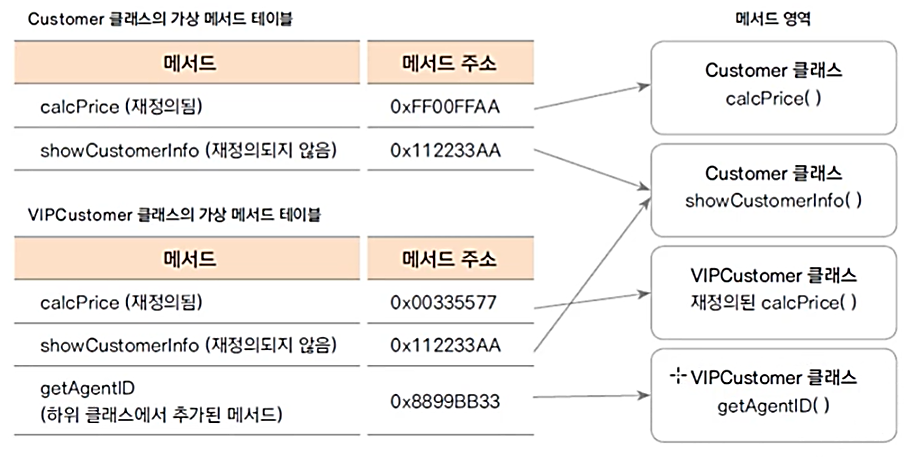 Customer 클래스의 가상 메서드 테이블
메서드 메서드 주소
calcPrice (재정의됨) 0xFF00FFAA
showCustomerInfo (재정의되지 않음) 0x112233AA
VIPCustomer 클래스의 가상 메서드 테이블
메서드 메서드 주소
calcPrice (재정의됨) 0x00335577
showCustomerInfo (재정의되지 않음) 0x112233AA
getAgentID
(하위 클래스에서 추가된 메서드) 0x8899BB33
메서드 영역
Customer 클래스
calcPrice( )
Customer 클래스
showCustomerInfo( )
VIPCustomer 클래스
재정의된 calcPrice( )
VIPCustomer 클래스
getAgentID( )